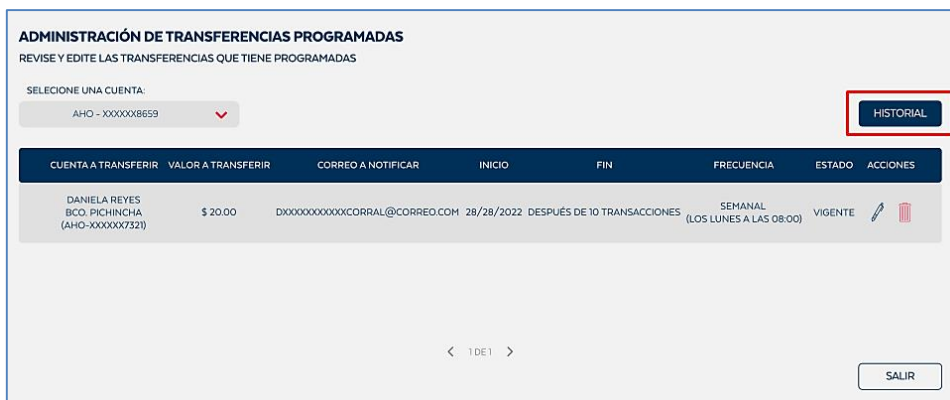 ADMINISTRACIÓN DE TRANSFERENCIAS PROGRAMADAS
REVISE Y EDITE LAS TRANSFERENCIAS QUE TIENE PROGRAMADAS
SELECIONE UNA CUENTA:
AHO - XXXXXX8659
HISTORIAL
CUENTA A TRANSFERIR VALOR A TRANSFERIR CORREO A NOTIFICAR INICIO FIN FRECUENCIA ESTADO ACCIONES
DANIELA REYES
BCO. PICHINCHA
(AHO-XXXXXX7321)
$ 20.00
DXXXXXXXXXXCORRAL@CORREO.COM
28/28/2022
DESPUÉS DE 10 TRANSACCIONES
SEMANAL
(LOS LUNES A LAS 08:00)
VIGENTE
1 DE 1
SALIR